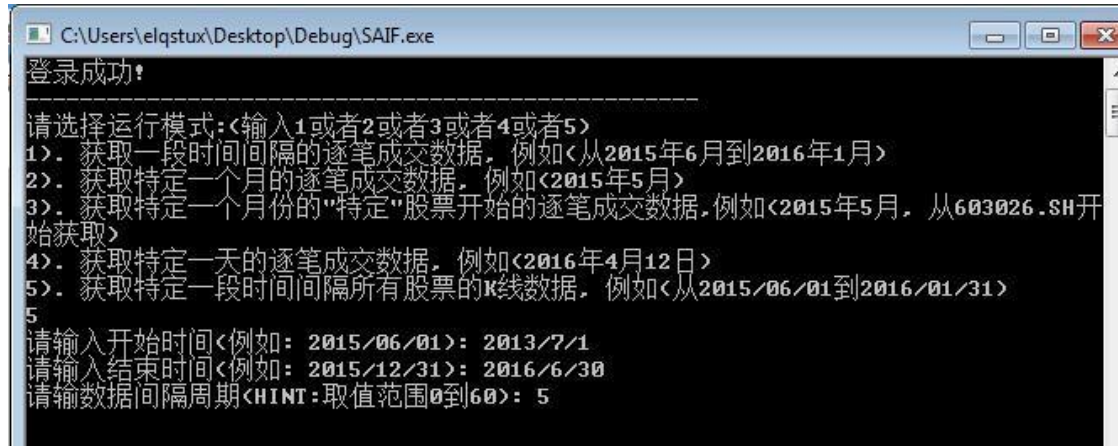 C:\Users\elqstux\Desktop\Debug\SAIF.exe
登录成功!
--------------------------------------------------------
请选择运行模式:(输入1或者2或者3或者4或者5)
1). 获取一段时间间隔的逐笔成交数据, 例如(从2015年6月到2016年1月)
2). 获取特定一个月的逐笔成交数据, 例如(2015年5月)
3). 获取特定一个月份的"特定"股票开始的逐笔成交数据,例如(2015年5月, 从603026.SH开
始获取)
4). 获取特定一天的逐笔成交数据, 例如(2016年4月12日)
5). 获取特定一段时间间隔所有股票的K线数据, 例如(从2015/06/01到2016/01/31)
5
请输入开始时间(例如: 2015/06/01): 2013/7/1
请输入结束时间(例如: 2015/12/31): 2016/6/30
请输数据间隔周期(HINT:取值范围0到60): 5